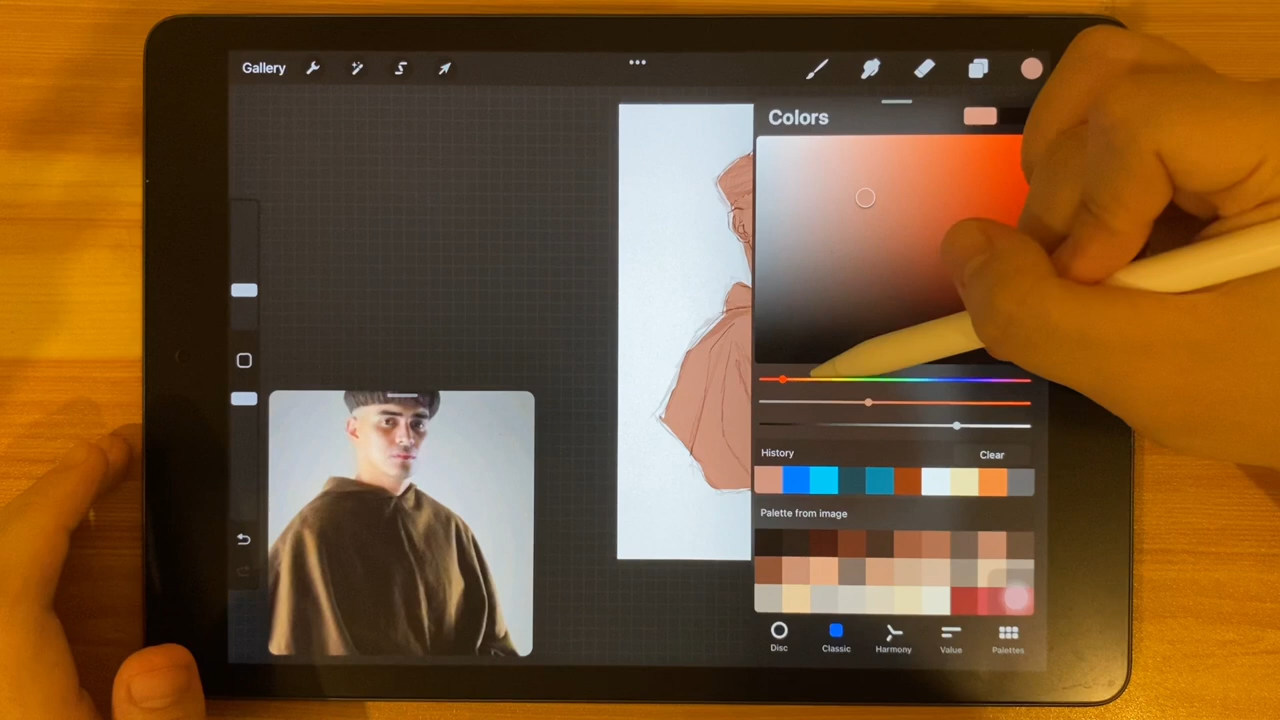 Gallery
Colors
History Clear
Palette from image
Disc Classic Harmony Value Palettes